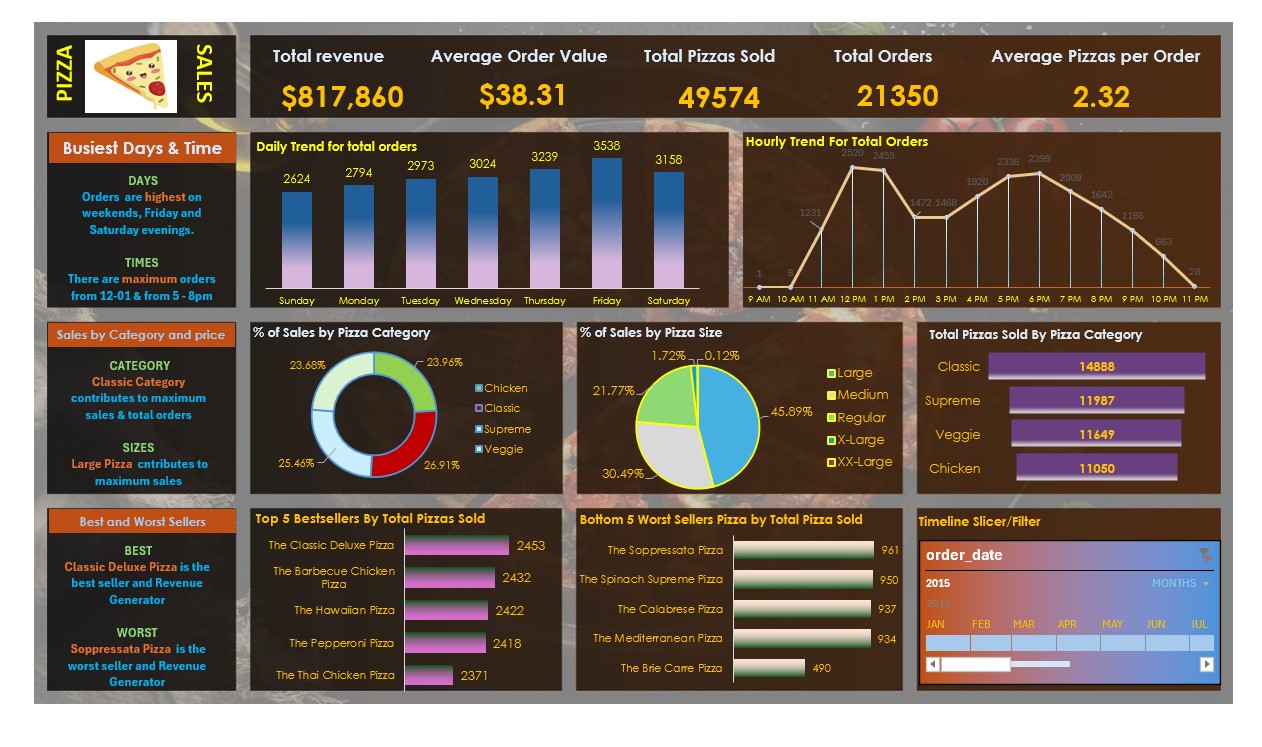 PIZZA
SALES
Total revenue
$817,860
Average Order Value
$38.31
Total Pizzas Sold
49574
Total Orders
21350
Average Pizzas per Order
2.32
Busiest Days & Time
DAYS
Orders are highest on
weekends, Friday and
Saturday evenings.
TIMES
There are maximum orders
from 12-01 & from 5 - 8pm
Daily Trend for total orders
2624
2794
2973
3024
3239
3538
3158
Sunday
Monday
Tuesday
Wednesday
Thursday
Friday
Saturday
Hourly Trend For Total Orders
1
8
1231
2520
2455
1472
1468
1920
2336
2399
2009
1642
1198
663
28
9 AM
10 AM
11 AM
12 PM
1 PM
2 PM
3 PM
4 PM
5 PM
6 PM
7 PM
8 PM
9 PM
10 PM
11 PM
Sales by Category and price
CATEGORY
Classic Category
contributes to maximum
sales & total orders
SIZES
Large Pizza cntributes to
maximum sales
% of Sales by Pizza Category
23.68%
23.96%
25.46%
26.91%
Chicken
Classic
Supreme
Veggie
% of Sales by Pizza Size
1.72%
0.12%
21.77%
45.89%
30.49%
Large
Medium
Regular
X-Large
XX-Large
Total Pizzas Sold By Pizza Category
Classic
14888
Supreme
11987
Veggie
11649
Chicken
11050
Best and Worst Sellers
BEST
Classic Deluxe Pizza is the
best seller and Revenue
Generator
WORST
Soppressata Pizza is the
worst seller and Revenue
Generator
Top 5 Bestsellers By Total Pizzas Sold
The Classic Deluxe Pizza
2453
The Barbecue Chicken
Pizza
2432
The Hawaiian Pizza
2422
The Pepperoni Pizza
2418
The Thai Chicken Pizza
2371
Bottom 5 Worst Sellers Pizza by Total Pizza Sold
The Soppressata Pizza
961
The Spinach Supreme Pizza
950
The Calabrese Pizza
937
The Mediterranean Pizza
934
The Brie Carre Pizza
490
Timeline Slicer/Filter
order_date
2015
MONTHS
2015
JAN
FEB
MAR
APR
MAY
JUN
JUL